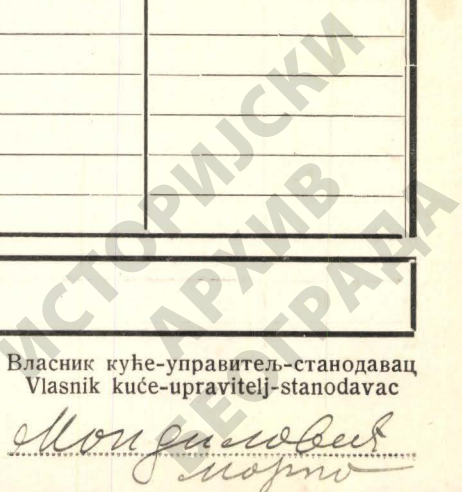 ИСТОРИЈСКИ
АРХИВ
БЕОГРАДА
Власник куће-управитељ-станодавац
Vlasnik kuće-upravitelj-stanodavac